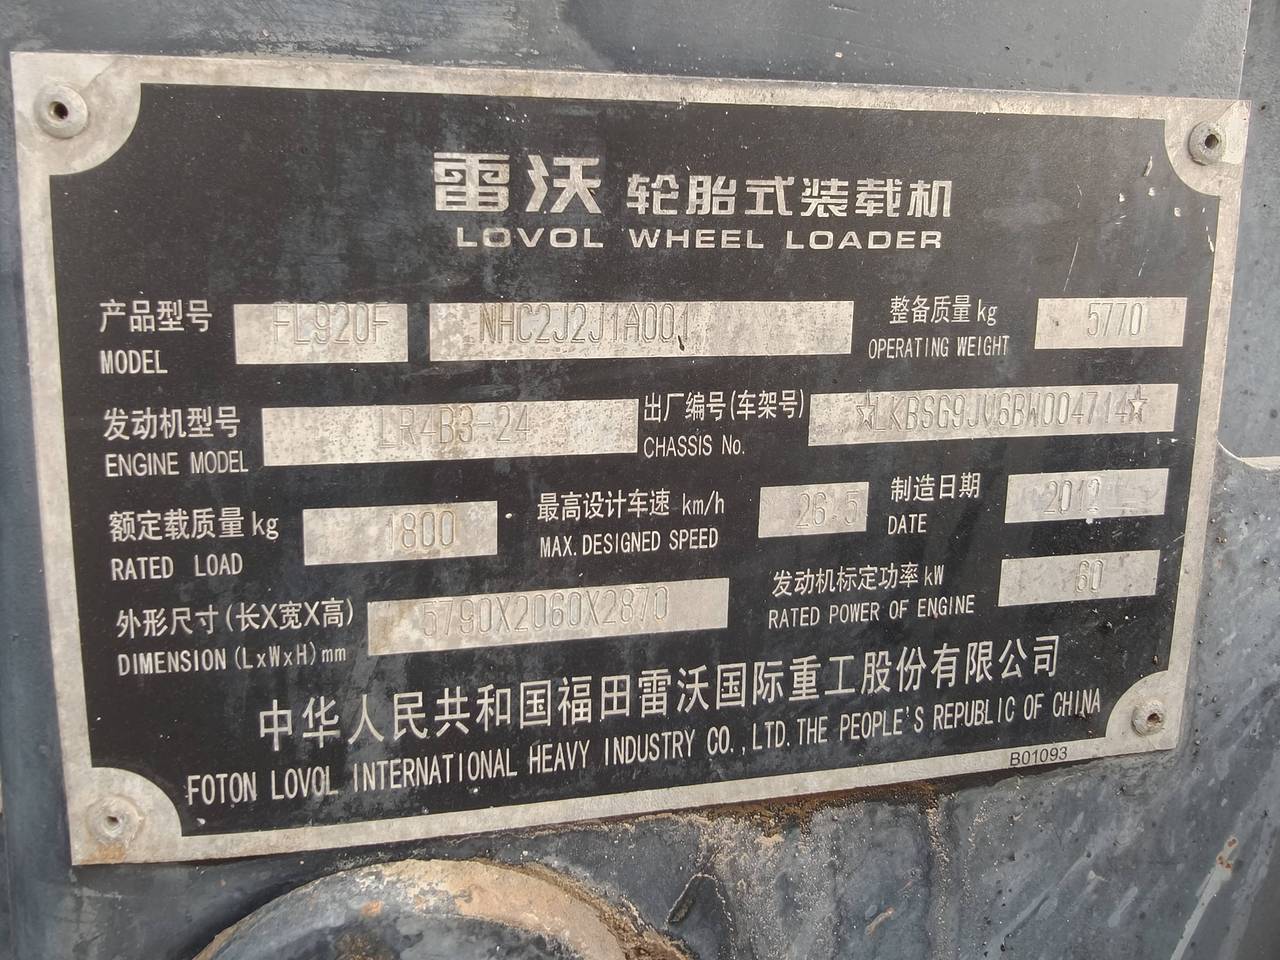 雷沃 轮胎式装载机
LOVOL WHEEL LOADER
产品型号 FL920F NHC2J2J1A001 整备质量kg 5770
MODEL OPERATING WEIGHT
发动机型号 LR4B3-24 出厂编号(车架号) ☆LKBSG9JV6BW004714☆
ENGINE MODEL CHASSIS No.
额定载质量kg 1800 最高设计车速 km/h 26.5 制造日期 2012
RATED LOAD MAX.DESIGNED SPEED DATE
外形尺寸(长X宽X高) 5790X2060X2870 发动机标定功率kW 60
DIMENSION(LxWxH)mm RATED POWER OF ENGINE
中华人民共和国福田雷沃国际重工股份有限公司
FOTON LOVOL INTERNATIONAL HEAVY INDUSTRY CO.,LTD.THE PEOPLE'S REPUBLIC OF CHINA
B01093